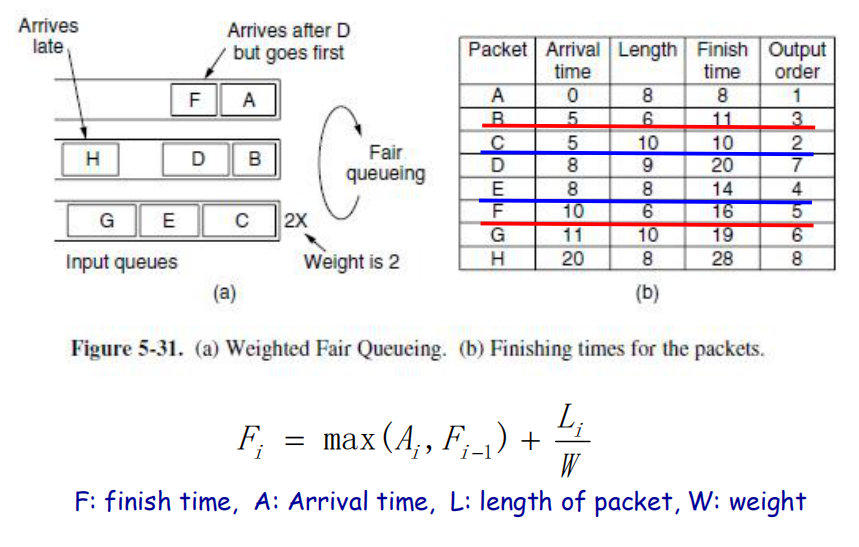 Arrives
late
Arrives after D
but goes first
F A
H D B
G E C 2X
Fair
queueing
Input queues
Weight is 2
(a)
Packet Arrival time Length Finish time Output order
A 0 8 8 1
B 5 6 11 3
C 5 10 10 2
D 8 9 20 7
E 8 8 14 4
F 10 6 16 5
G 11 10 19 6
H 20 8 28 8
(b)
Figure 5-31. (a) Weighted Fair Queueing. (b) Finishing times for the packets.
F_i = max(A_i, F_{i-1}) + L_i / W
F: finish time, A: Arrival time, L: length of packet, W: weight